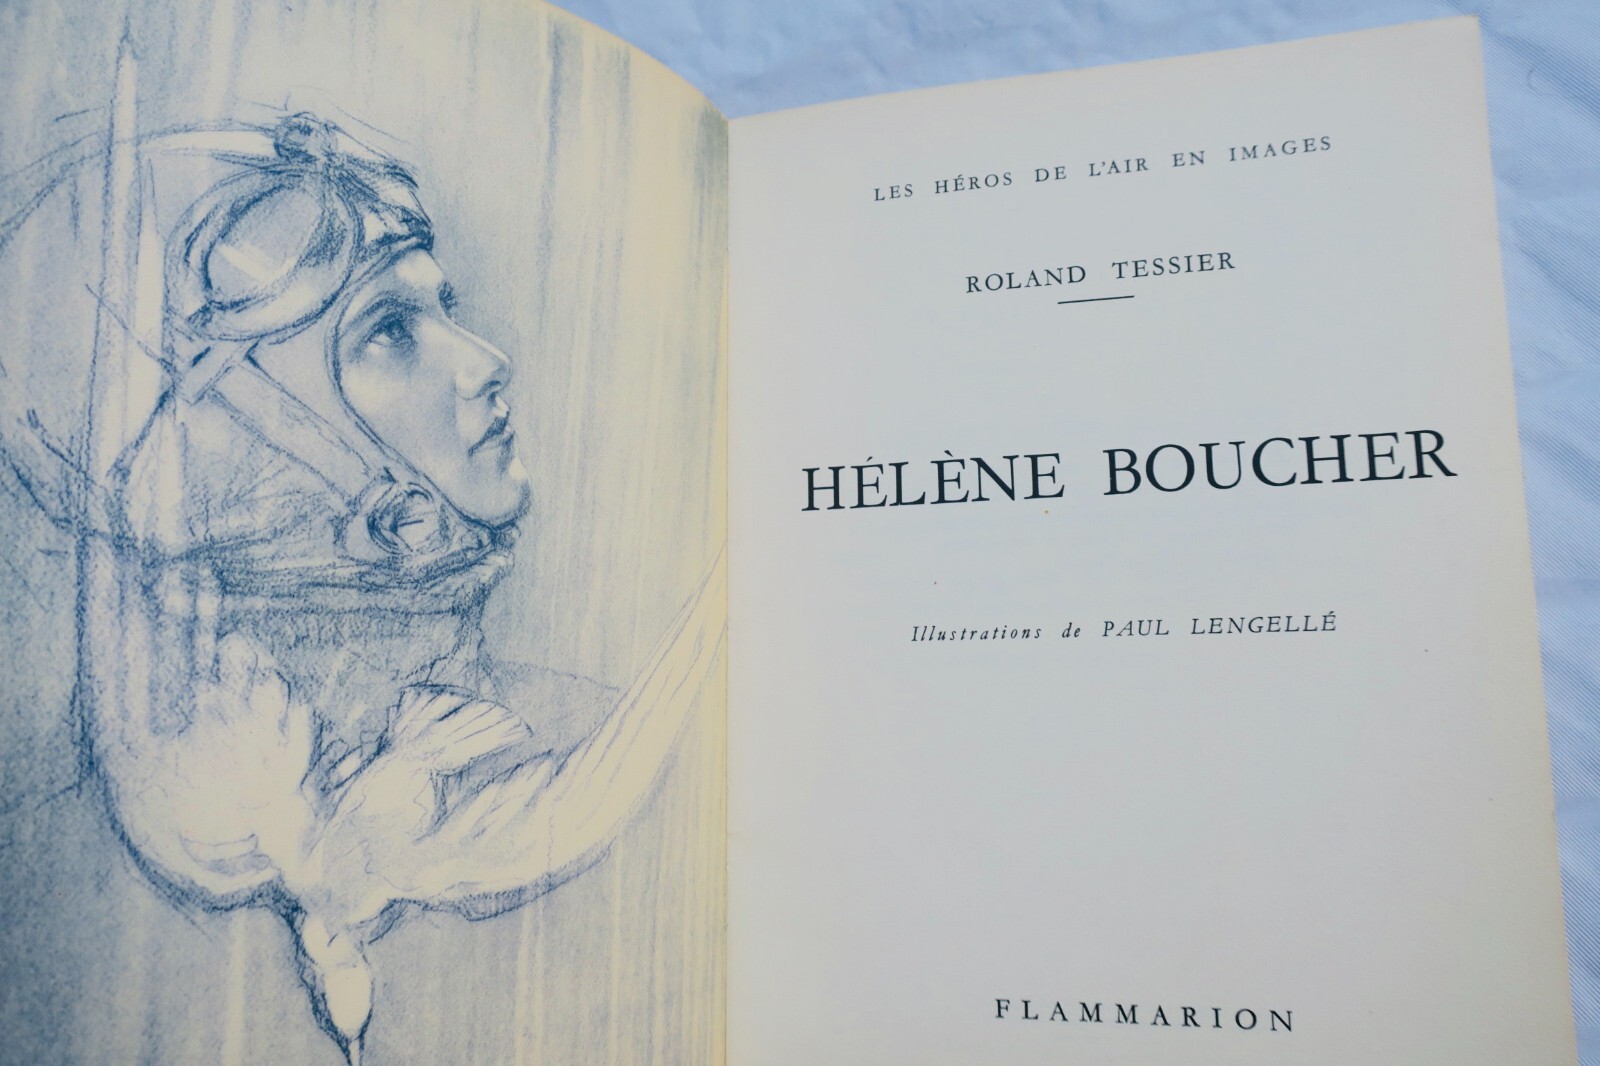 LES HÉROS DE L'AIR EN IMAGES
ROLAND TESSIER
HÉLÈNE BOUCHER
Illustrations de PAUL LENGELLÉ
FLAMMARION